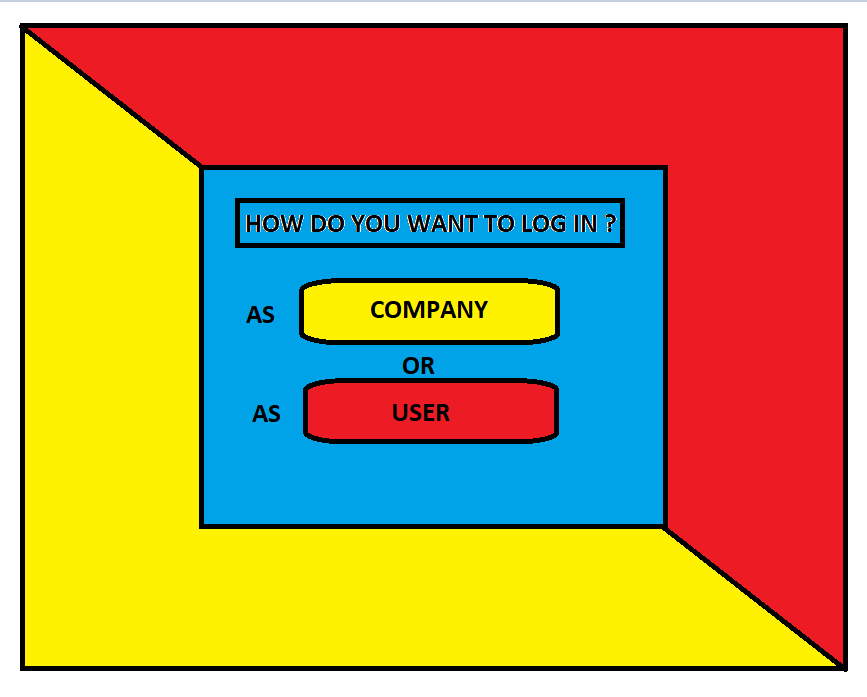 HOW DO YOU WANT TO LOG IN ?
AS COMPANY
OR
AS USER